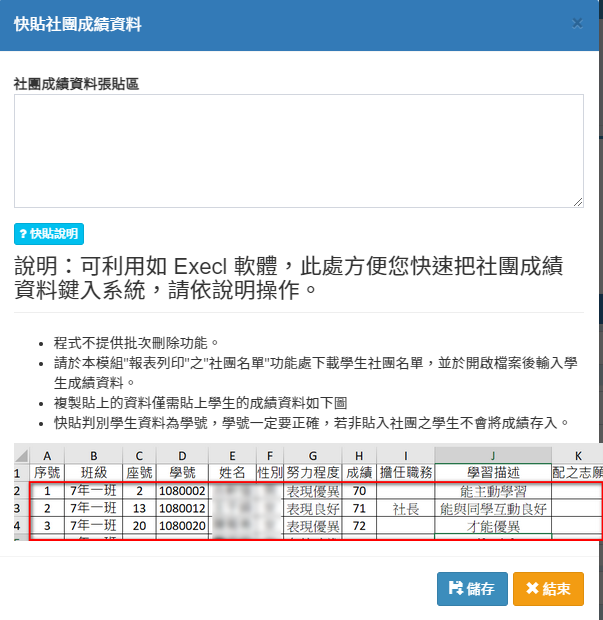 快貼社團成績資料 ×
社團成績資料張貼區
? 快貼說明
說明：可利用如 Execl 軟體，此處方便您快速把社團成績
資料鍵入系統，請依說明操作。
程式不提供批次刪除功能。
請於本模組"報表列印"之"社團名單"功能處下載學生社團名單，並於開啟檔案後輸入學
生成績資料。
複製貼上的資料僅需貼上學生的成績資料如下圖
快貼判別學生資料為學號，學號一定要正確，若非貼入社團之學生不會將成績存入。
A B C D E F G H I J K
1 序號 班級 座號 學號 姓名 性別 努力程度 成績 擔任職務 學習描述 配之志願
2 1 7年一班 2 1080002 表現優異 70 能主動學習
3 2 7年一班 13 1080012 表現良好 71 社長 能與同學互動良好
4 3 7年一班 20 1080020 表現優異 72 才能優異
儲存 結束